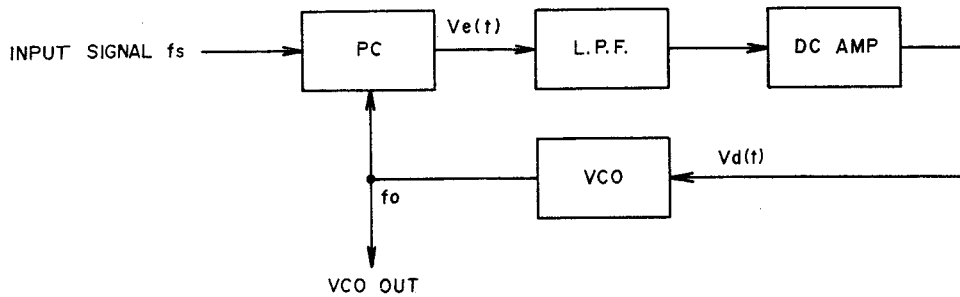 INPUT SIGNAL fs
PC
Ve(t)
L.P.F.
DC AMP
VCO
Vd(t)
fo
VCO OUT